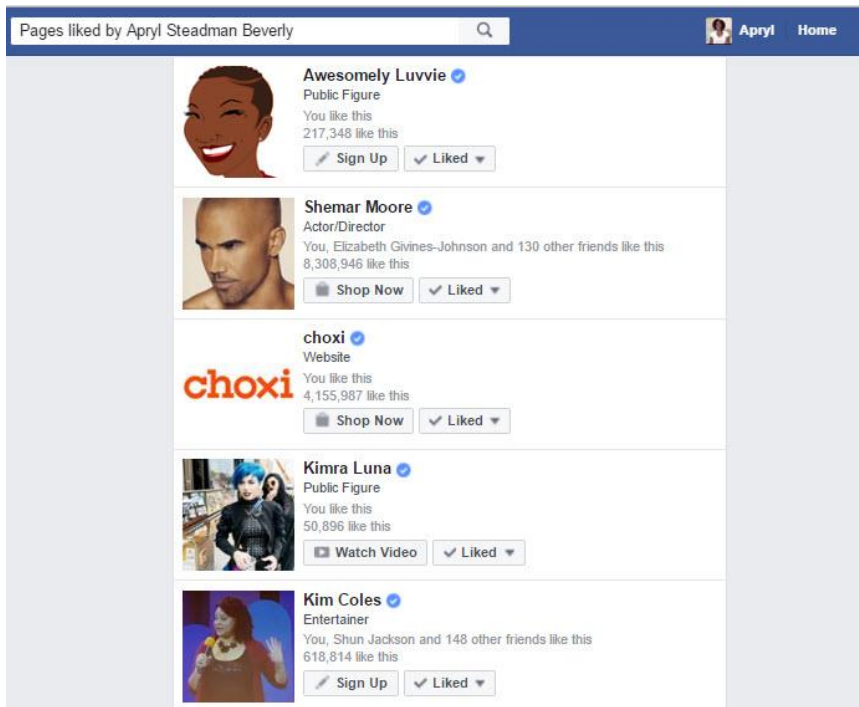 Pages liked by Apryl Steadman Beverly
Apryl
Home
Awesomely Luvvie
Public Figure
You like this
217,348 like this
Sign Up
Liked
Shemar Moore
Actor/Director
You, Elizabeth Givines-Johnson and 130 other friends like this
8,308,946 like this
Shop Now
Liked
choxi
choxi
Website
You like this
4,155,987 like this
Shop Now
Liked
Kimra Luna
Public Figure
You like this
50,896 like this
Watch Video
Liked
Kim Coles
Entertainer
You, Shun Jackson and 148 other friends like this
618,814 like this
Sign Up
Liked